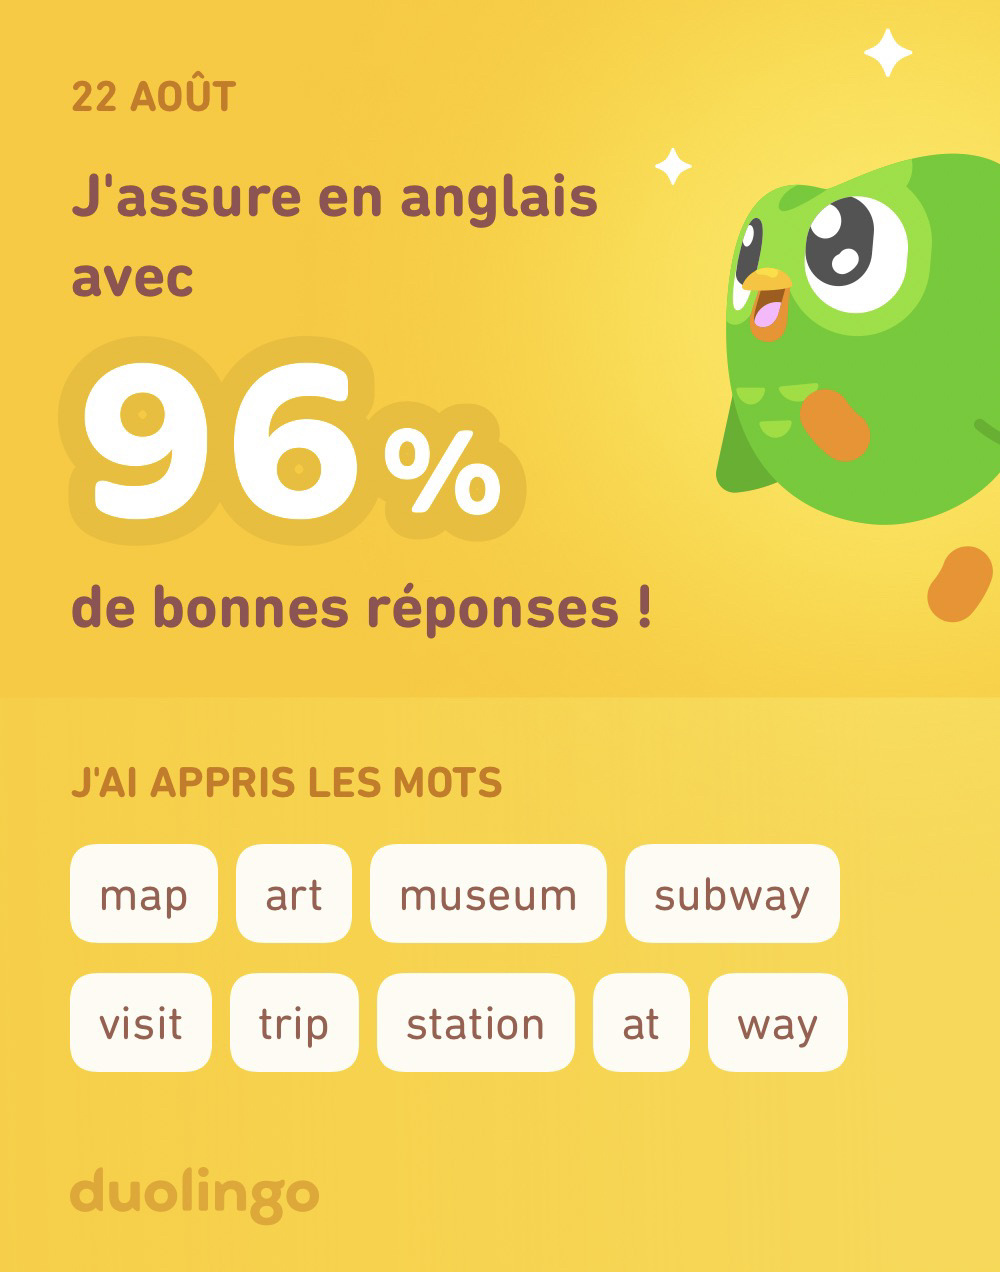 22 AOÛT
J'assure en anglais
avec
96%
de bonnes réponses !
J'AI APPRIS LES MOTS
map art museum subway
visit trip station at way
duolingo